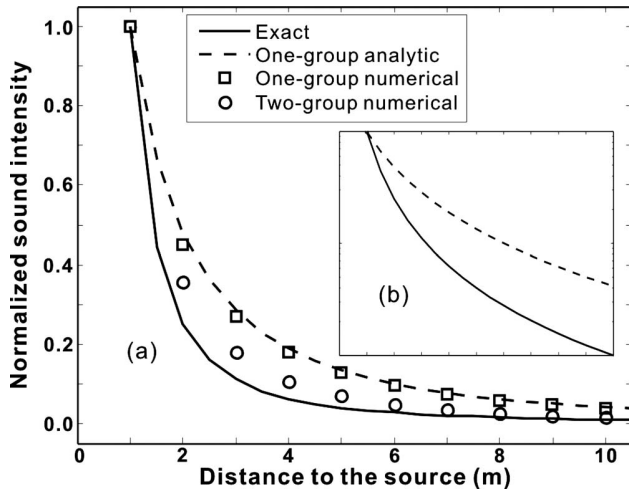 Exact
One-group analytic
One-group numerical
Two-group numerical
Normalized sound intensity
1.0
0.8
0.6
0.4
0.2
0.0
(a)
(b)
2
4
6
8
10
Distance to the source (m)